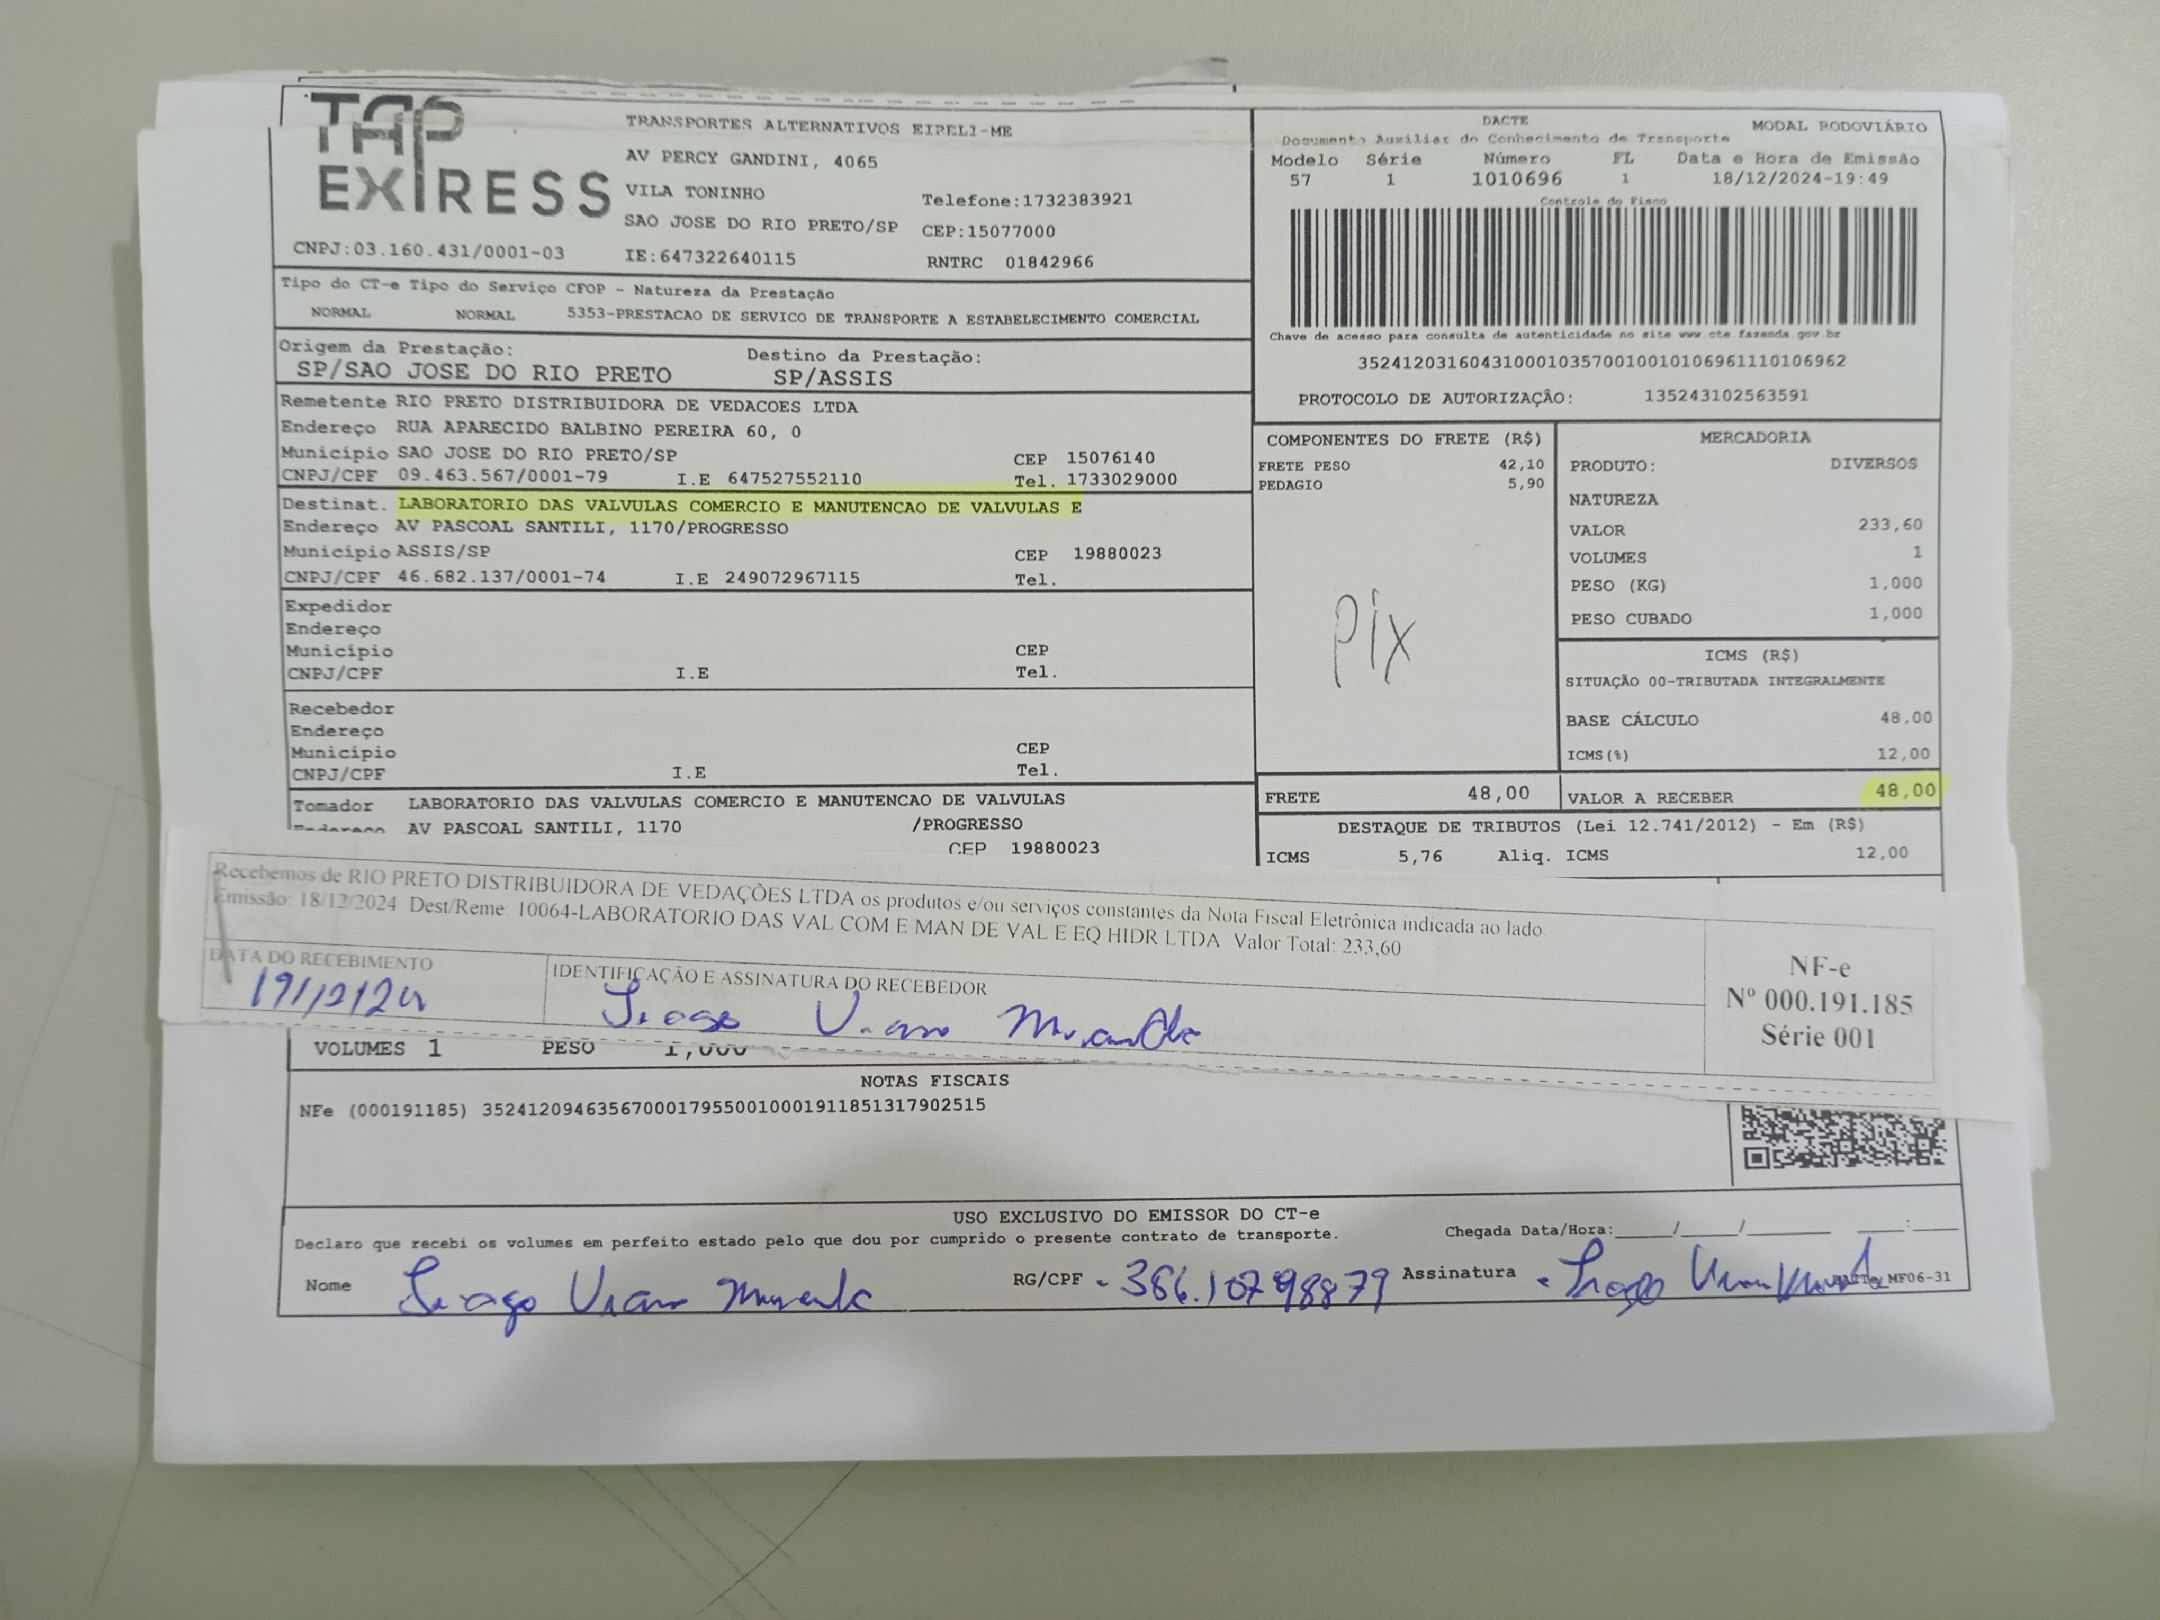 TAP EXPRESS
TRANSPORTES ALTERNATIVOS EIRELI-ME
AV PERCY GANDINI, 4065
VILA TONINHO
Telefone:1732383921
SAO JOSE DO RIO PRETO/SP CEP:15077000
CNPJ:03.160.431/0001-03 IE:647322640115 RNTRC 01842966
DACTE MODAL RODOVIÁRIO
Documento Auxiliar do Conhecimento de Transporte
Modelo Série Número FL Data e Hora de Emissão
57 1 1010696 1 18/12/2024-19:49
Controle do Fisco
Chave de acesso para consulta de autenticidade no site www.cte.fazenda.gov.br
35241203160431000103570010010106961110106962
PROTOCOLO DE AUTORIZAÇÃO: 135243102563591
Tipo do CT-e Tipo do Serviço CFOP - Natureza da Prestação
NORMAL NORMAL 5353-PRESTACAO DE SERVICO DE TRANSPORTE A ESTABELECIMENTO COMERCIAL
Origem da Prestação: Destino da Prestação:
SP/SAO JOSE DO RIO PRETO SP/ASSIS
Remetente RIO PRETO DISTRIBUIDORA DE VEDACOES LTDA
Endereço RUA APARECIDO BALBINO PEREIRA 60, 0
Município SAO JOSE DO RIO PRETO/SP CEP 15076140
CNPJ/CPF 09.463.567/0001-79 I.E 647527552110 Tel. 1733029000
Destinat. LABORATORIO DAS VALVULAS COMERCIO E MANUTENCAO DE VALVULAS E
Endereço AV PASCOAL SANTILI, 1170/PROGRESSO
Município ASSIS/SP CEP 19880023
CNPJ/CPF 46.682.137/0001-74 I.E 249072967115 Tel.
Expedidor
Endereço
Município CEP
CNPJ/CPF I.E Tel.
Recebedor
Endereço
Município CEP
CNPJ/CPF I.E Tel.
Tomador LABORATORIO DAS VALVULAS COMERCIO E MANUTENCAO DE VALVULAS
Endereço AV PASCOAL SANTILI, 1170 /PROGRESSO
CEP 19880023
COMPONENTES DO FRETE (R$)
FRETE PESO 42,10
PEDAGIO 5,90
Pix
MERCADORIA
PRODUTO: DIVERSOS
NATUREZA
VALOR 233,60
VOLUMES 1
PESO (KG) 1,000
PESO CUBADO 1,000
ICMS (R$)
SITUAÇÃO 00-TRIBUTADA INTEGRALMENTE
BASE CÁLCULO 48,00
ICMS(%) 12,00
FRETE 48,00 VALOR A RECEBER 48,00
DESTAQUE DE TRIBUTOS (Lei 12.741/2012) - Em (R$)
ICMS 5,76 Aliq. ICMS 12,00
Recebemos de RIO PRETO DISTRIBUIDORA DE VEDAÇÕES LTDA os produtos e/ou serviços constantes da Nota Fiscal Eletrônica indicada ao lado.
Emissão: 18/12/2024 Dest/Reme: 10064-LABORATORIO DAS VAL COM E MAN DE VAL E EQ HIDR LTDA Valor Total: 233,60
DATA DO RECEBIMENTO IDENTIFICAÇÃO E ASSINATURA DO RECEBEDOR
19/12/24
NF-e
Nº 000.191.185
Série 001
VOLUMES 1 PESO 1,000
NOTAS FISCAIS
NFe (000191185) 35241209463567000179550010001911851317902515
USO EXCLUSIVO DO EMISSOR DO CT-e
Chegada Data/Hora:_____/_____/________ ____:____
Declaro que recebi os volumes em perfeito estado pelo que dou por cumprido o presente contrato de transporte.
Nome RG/CPF 386.10798879 Assinatura MF06-31